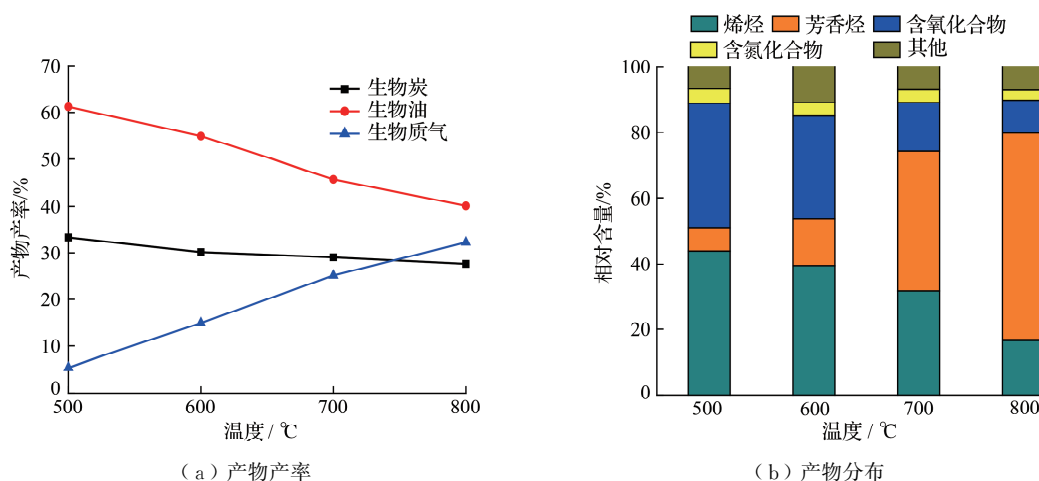 70
60
50
40
30
20
10
0
产物产率/%
生物炭
生物油
生物质气
500 600 700 800
温度 / ℃
（a）产物产率
烯烃 芳香烃 含氧化合物
含氮化合物 其他
100
80
60
40
20
0
相对含量/%
500 600 700 800
温度 / ℃
（b）产物分布